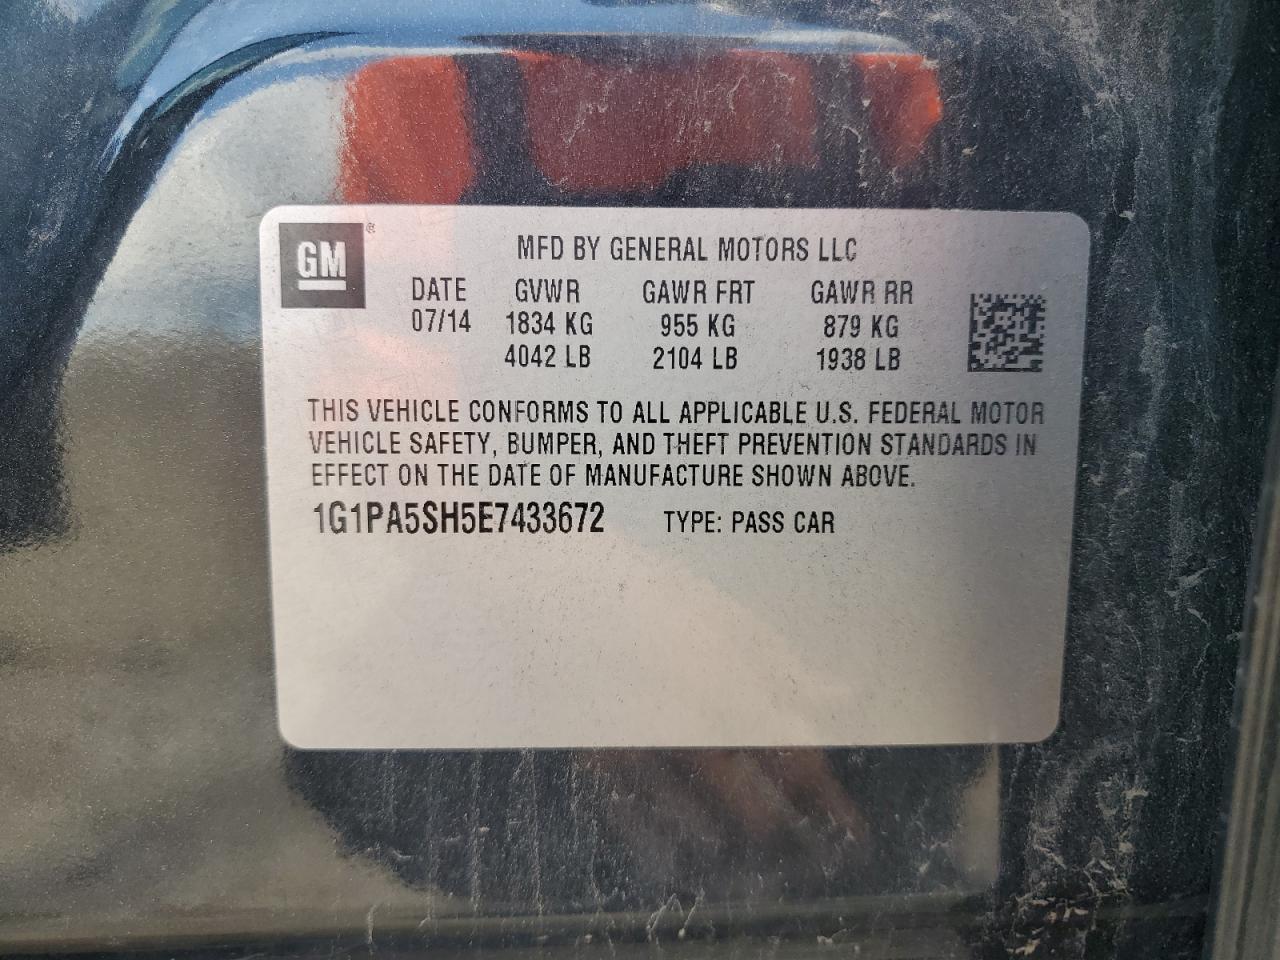 GM ®
MFD BY GENERAL MOTORS LLC
DATE GVWR GAWR FRT GAWR RR
07/14 1834 KG 955 KG 879 KG
4042 LB 2104 LB 1938 LB
THIS VEHICLE CONFORMS TO ALL APPLICABLE U.S. FEDERAL MOTOR
VEHICLE SAFETY, BUMPER, AND THEFT PREVENTION STANDARDS IN
EFFECT ON THE DATE OF MANUFACTURE SHOWN ABOVE.
1G1PA5SH5E7433672 TYPE: PASS CAR